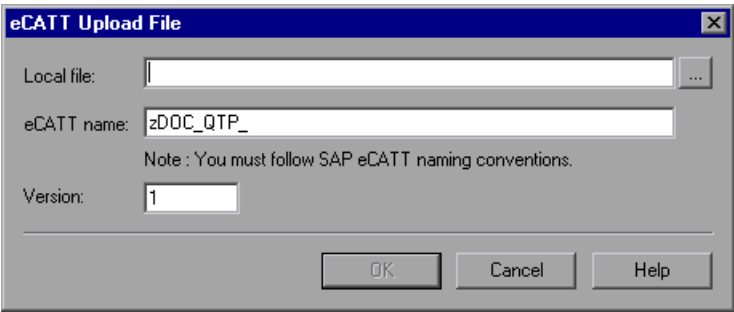 eCATT Upload File
Local file:
...
eCATT name: zDOC_QTP_
Note : You must follow SAP eCATT naming conventions.
Version: 1
OK Cancel Help